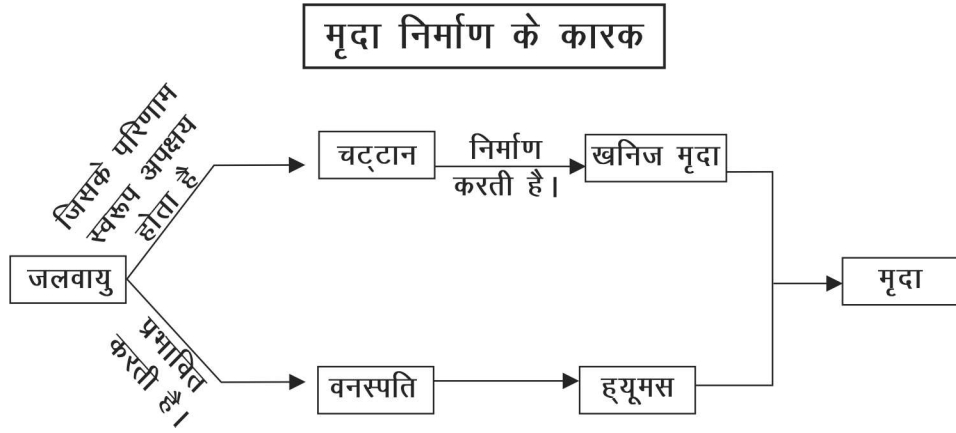 मृदा निर्माण के कारक
जिसके परिणाम
स्वरूप अपक्षय
होता है
चट्टान
निर्माण
करती है।
खनिज मृदा
जलवायु
मृदा
प्रभावित
करती है।
वनस्पति
ह्यूमस